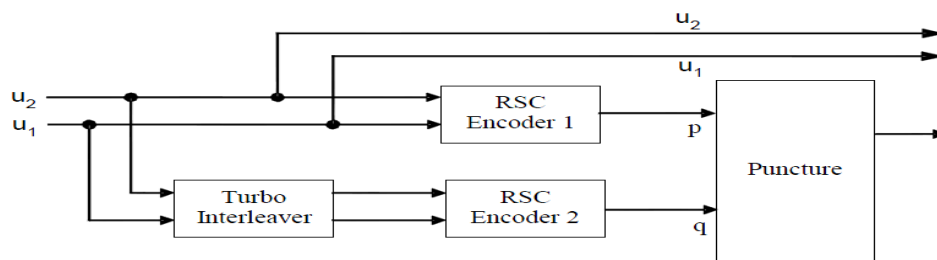 u2
u1
u2
u1
RSC
Encoder 1
p
Puncture
Turbo
Interleaver
RSC
Encoder 2
q